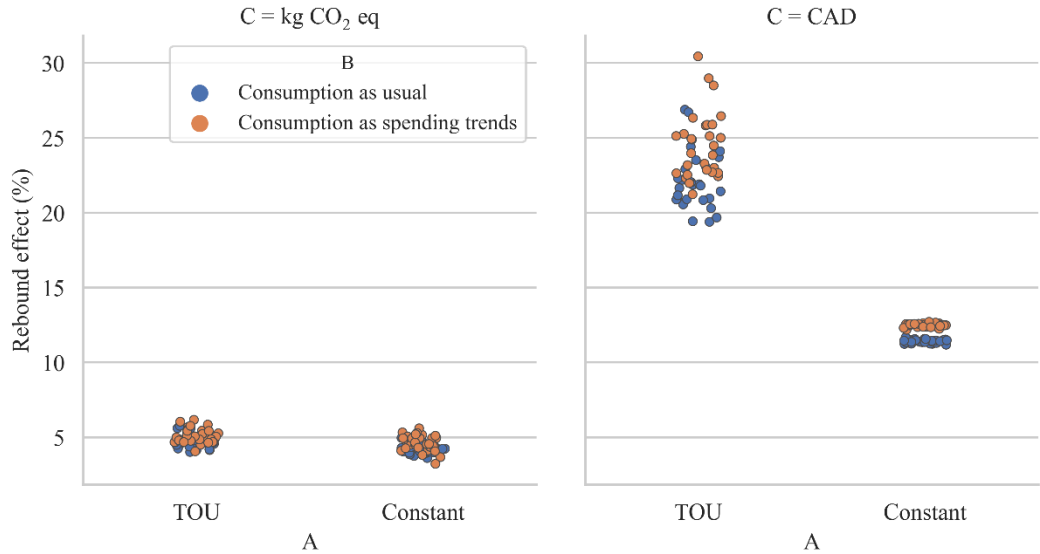 C = kg CO₂ eq
C = CAD
Rebound effect (%)
30
25
20
15
10
5
B
Consumption as usual
Consumption as spending trends
TOU
Constant
A
TOU
Constant
A